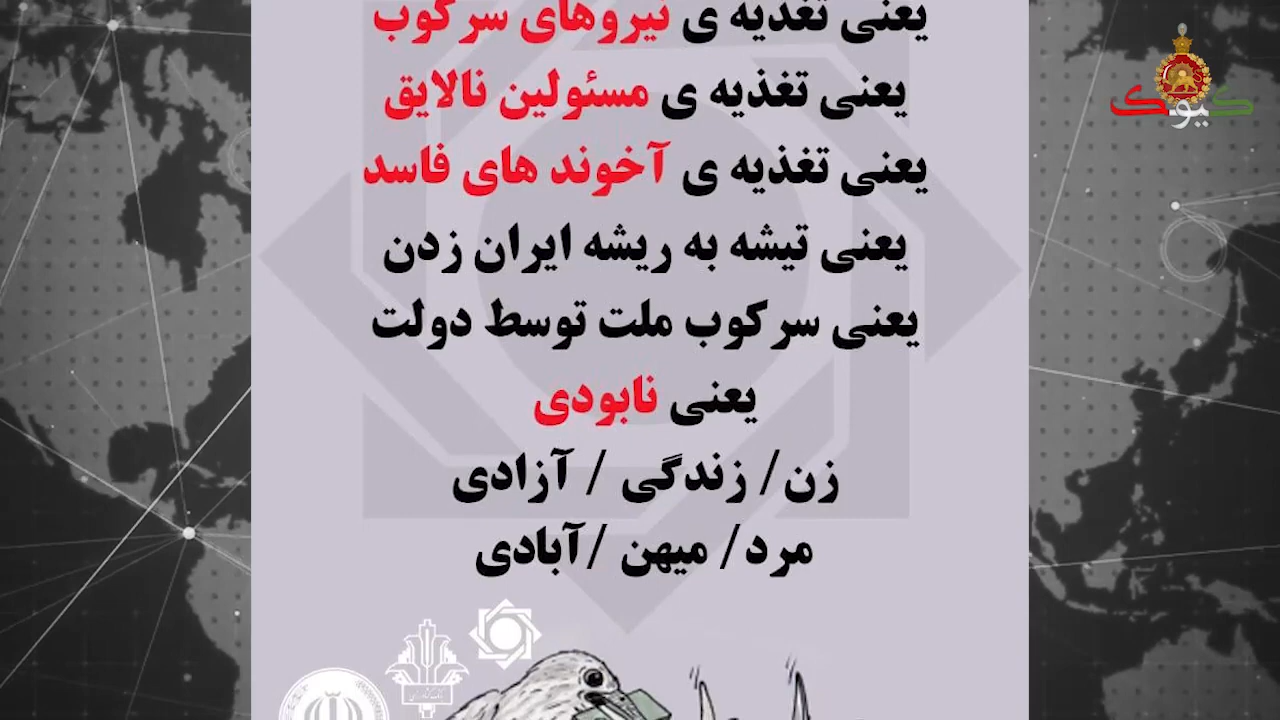 یعنی تغذیه ی نیروهای سرکوب
یعنی تغذیه ی مسئولین نالایق
یعنی تغذیه ی آخوند های فاسد
یعنی تیشه به ریشه ایران زدن
یعنی سرکوب ملت توسط دولت
یعنی نابودی
زن/ زندگی / آزادی
مرد/ میهن /آبادی
کیوک